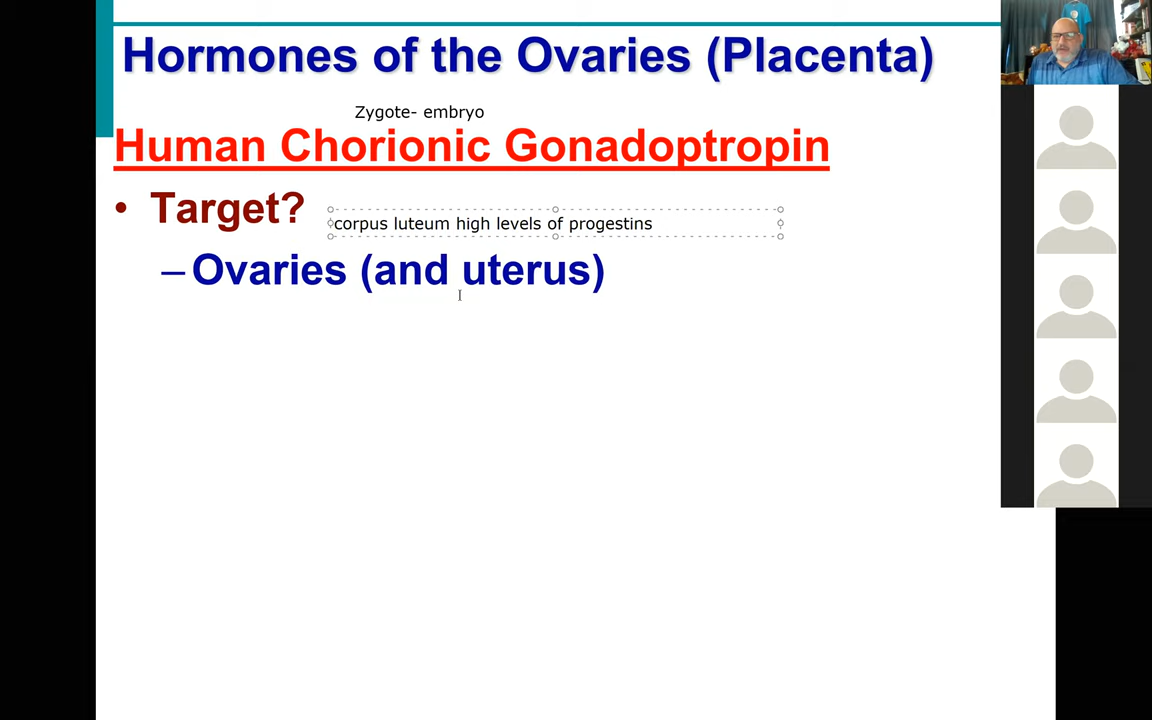 Hormones of the Ovaries (Placenta)
Zygote- embryo
Human Chorionic Gonadoptropin
• Target?
corpus luteum high levels of progestins
–Ovaries (and uterus)